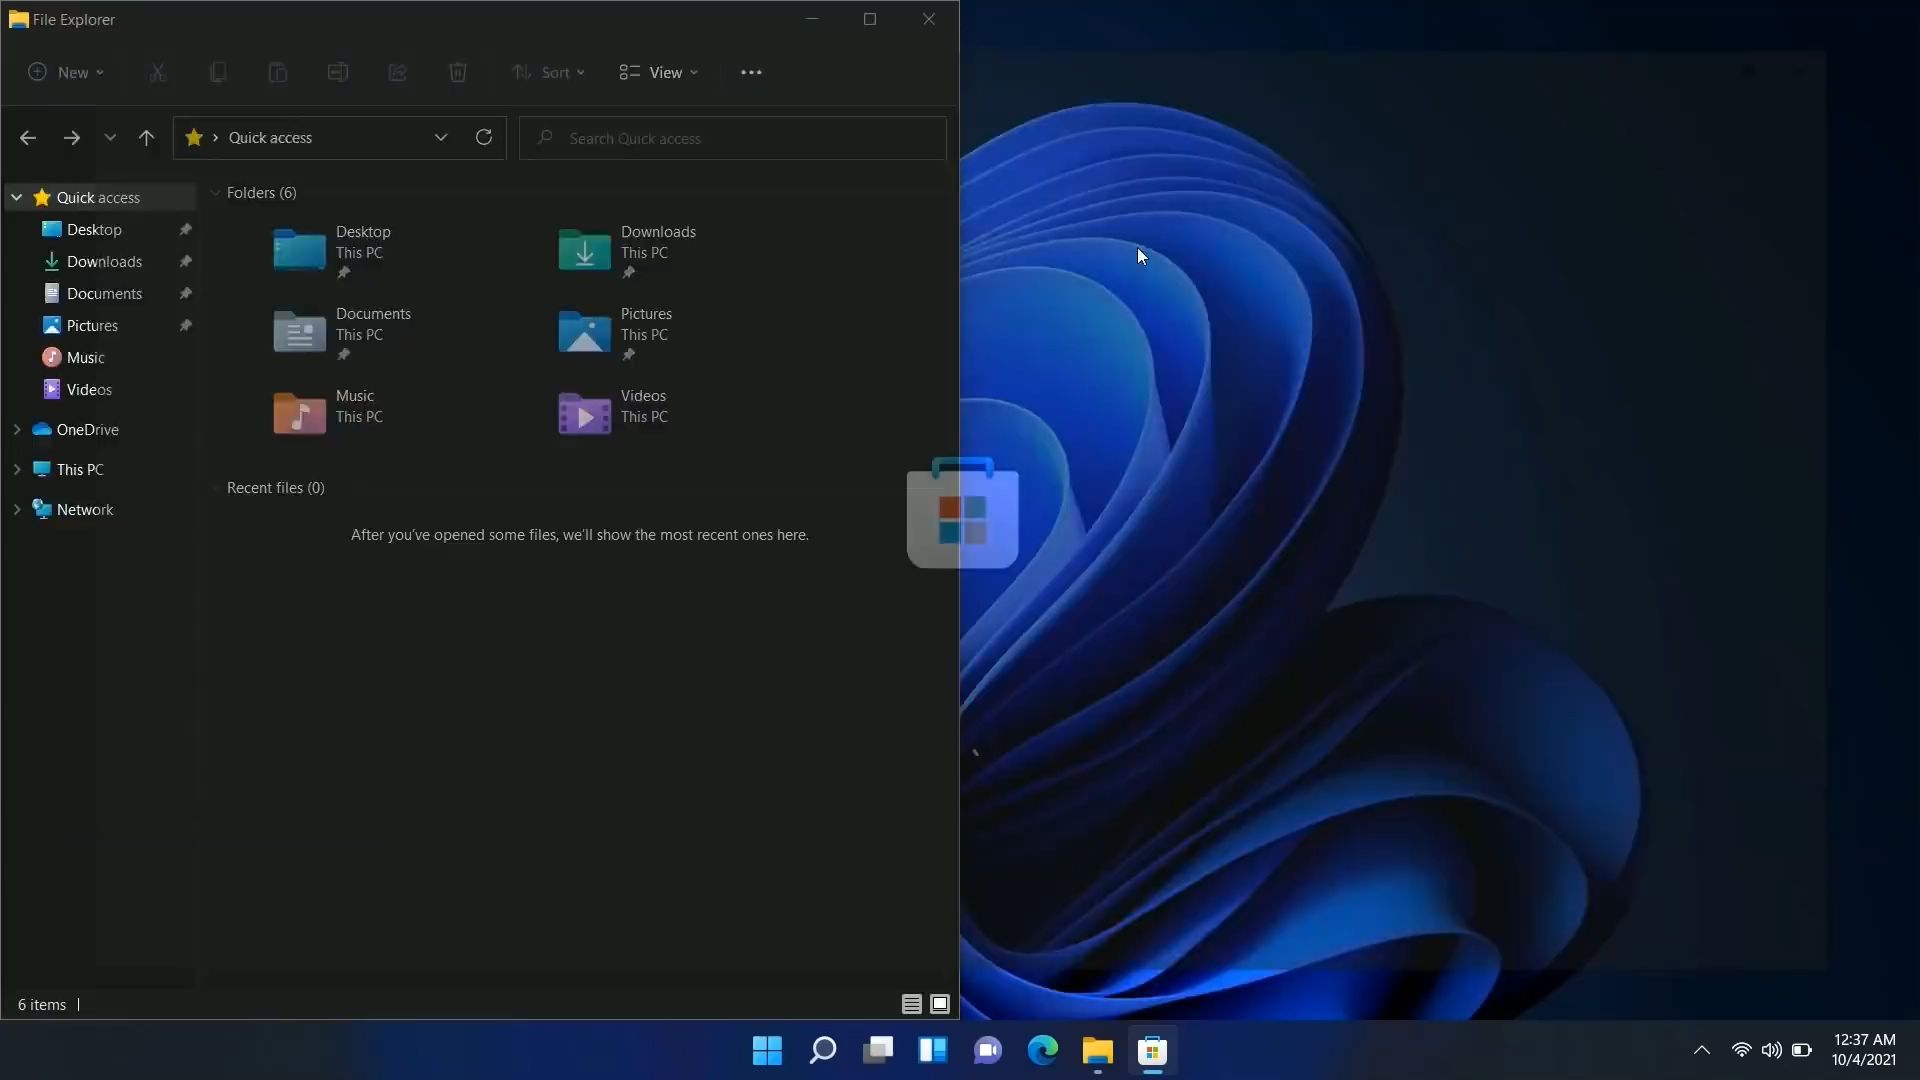 File Explorer
New
Sort
View
Quick access
Search Quick access
Quick access
Desktop
Downloads
Documents
Pictures
Music
Videos
OneDrive
This PC
Network
Folders (6)
Desktop
This PC
Downloads
This PC
Documents
This PC
Pictures
This PC
Music
This PC
Videos
This PC
Recent files (0)
After you've opened some files, we'll show the most recent ones here.
6 items
12:37 AM
10/4/2021